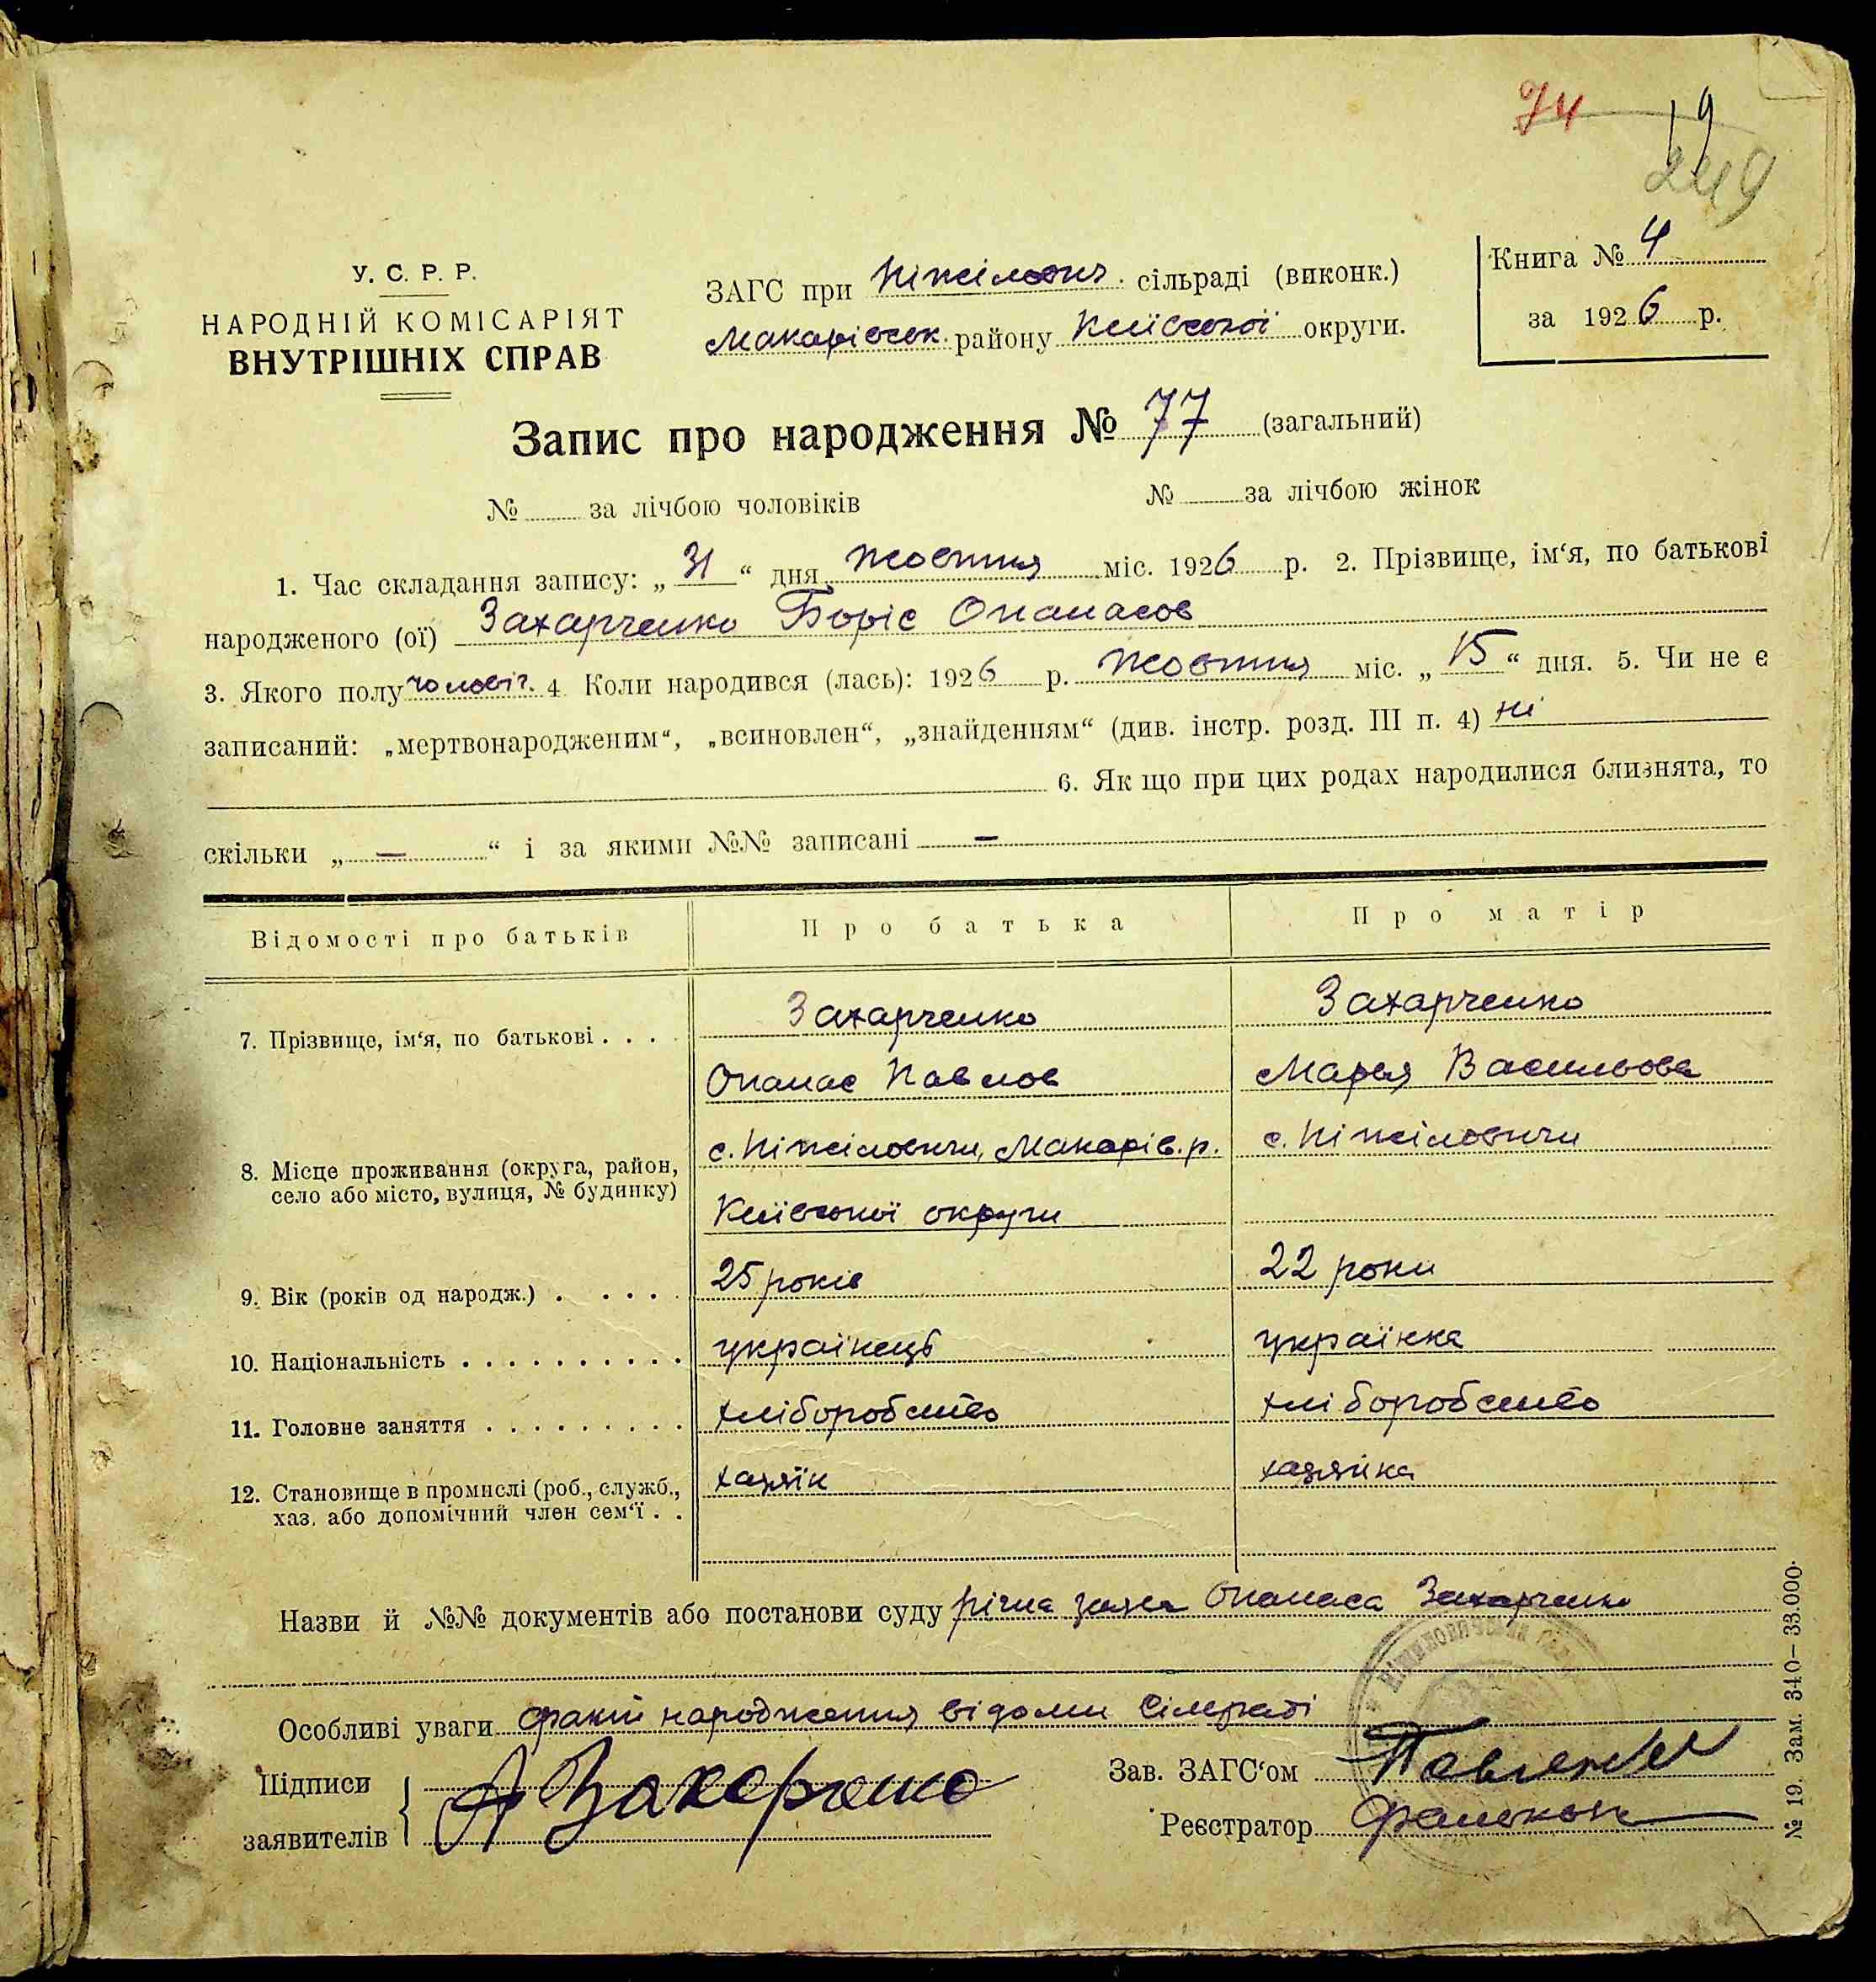 74 19
249
У. С. Р. Р.
НАРОДНІЙ КОМІСАРІЯТ
ВНУТРІШНІХ СПРАВ
ЗАГС при Ніжілович. сільраді (виконк.)
Макарівськ. району Київської округи.
Книга № 4
за 1926 р.
Запис про народження № 77 (загальний)
№ за лічбою чоловіків № за лічбою жінок
1. Час складання запису: „31“ дня жовтня міс. 1926 р. 2. Прізвище, ім‘я, по батькові
народженого (ої) Захарченко Боріс Опанасов
3. Якого полу чоловіч. 4 Коли народився (лась): 1926 р. жовтня міс. „15“ дня. 5. Чи не є
записаний: „мертвонародженим“, „всиновлен“, „знайденням“ (див. інстр. розд. III п. 4) ні
6. Як що при цих родах народилися близнята, то
скільки „ — “ і за якими №№ записані —
Відомості про батьків Про батька Про матір
7. Прізвище, ім‘я, по батькові . . . . Захарченко Захарченко
Опанас Павлов Марія Васильова
8. Місце проживання (округа, район, село або місто, вулиця, № будинку) с. Ніжіловичи, Макарів. р. с. Ніжіловичи
Київської округи
9. Вік (років од народж.) . . . . . 25 років 22 роки
10. Національність . . . . . . . . . . українець українка
11. Головне заняття . . . . . . . . . хліборобство хліборобство
12. Становище в промислі (роб., служб., хаз. або допомічний член сем‘ї . . хазяїн хазяйка
Назви й №№ документів або постанови суду річна заява Опанаса Захарченко
Особливі уваги факт народження відоми сільраді
Підписи
заявителів А Захарченко
Зав. ЗАГС‘ом
Реєстратор
№ 19. Зам. 340—33.000.